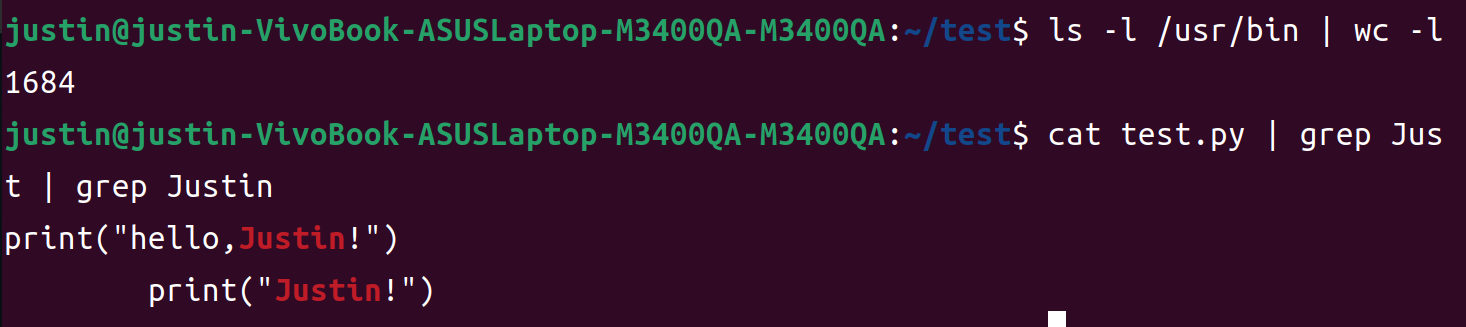 justin@justin-VivoBook-ASUSLaptop-M3400QA-M3400QA:~/test$ ls -l /usr/bin | wc -l
1684
justin@justin-VivoBook-ASUSLaptop-M3400QA-M3400QA:~/test$ cat test.py | grep Jus
t | grep Justin
print("hello,Justin!")
        print("Justin!")